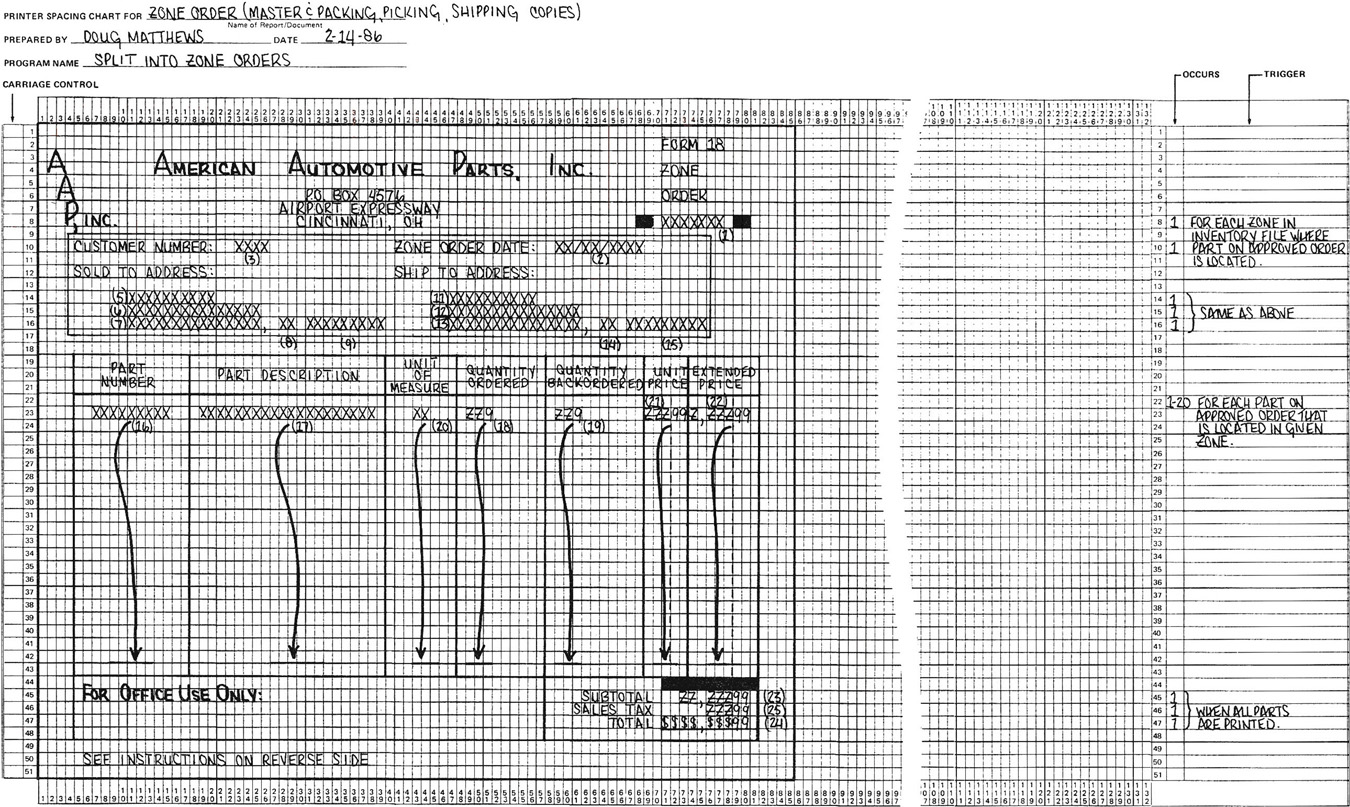 PRINTER SPACING CHART FOR ZONE ORDER (MASTER & PACKING, PICKING, SHIPPING COPIES)
Name of Report/Document
PREPARED BY DOUG MATTHEWS DATE 2-14-86
PROGRAM NAME SPLIT INTO ZONE ORDERS
CARRIAGE CONTROL
OCCURS TRIGGER
FORM 18
A AMERICAN AUTOMOTIVE PARTS, INC. ZONE
A P.O. BOX 4576 ORDER
AIRPORT EXPRESSWAY
P, INC. CINCINNATI, OH XXXXXXX
(1)
1 FOR EACH ZONE IN
INVENTORY FILE WHERE
1 PART ON APPROVED ORDER
IS LOCATED.
CUSTOMER NUMBER: XXXX ZONE ORDER DATE: XX/XX/XXXX
(3) (2)
SOLD TO ADDRESS: SHIP TO ADDRESS:
(5)XXXXXXXXXX (11)XXXXXXXXXX 1
(6)XXXXXXXXXXXXXXX (12)XXXXXXXXXXXXXXX 1 SAME AS ABOVE
(7)XXXXXXXXXXXXXXX, XX XXXXXXXXX (13)XXXXXXXXXXXXXXX, XX XXXXXXXXX 1
(8) (9) (14) (15)
PART NUMBER PART DESCRIPTION UNIT OF MEASURE QUANTITY ORDERED QUANTITY BACKORDERED UNIT PRICE EXTENDED PRICE
(21) (22)
XXXXXXXXX XXXXXXXXXXXXXXXXXXXX XX ZZ9 ZZ9 ZZZ99 Z,ZZZ99
(16) (17) (20) (18) (19)
1-20 FOR EACH PART ON
APPROVED ORDER THAT
IS LOCATED IN GIVEN
ZONE.
FOR OFFICE USE ONLY: SUBTOTAL ZZ,ZZZ99 (23) 1
SALES TAX ZZZ99 (25) 1 WHEN ALL PARTS
TOTAL $$$$,$$$99 (24) 1 ARE PRINTED.
SEE INSTRUCTIONS ON REVERSE SIDE